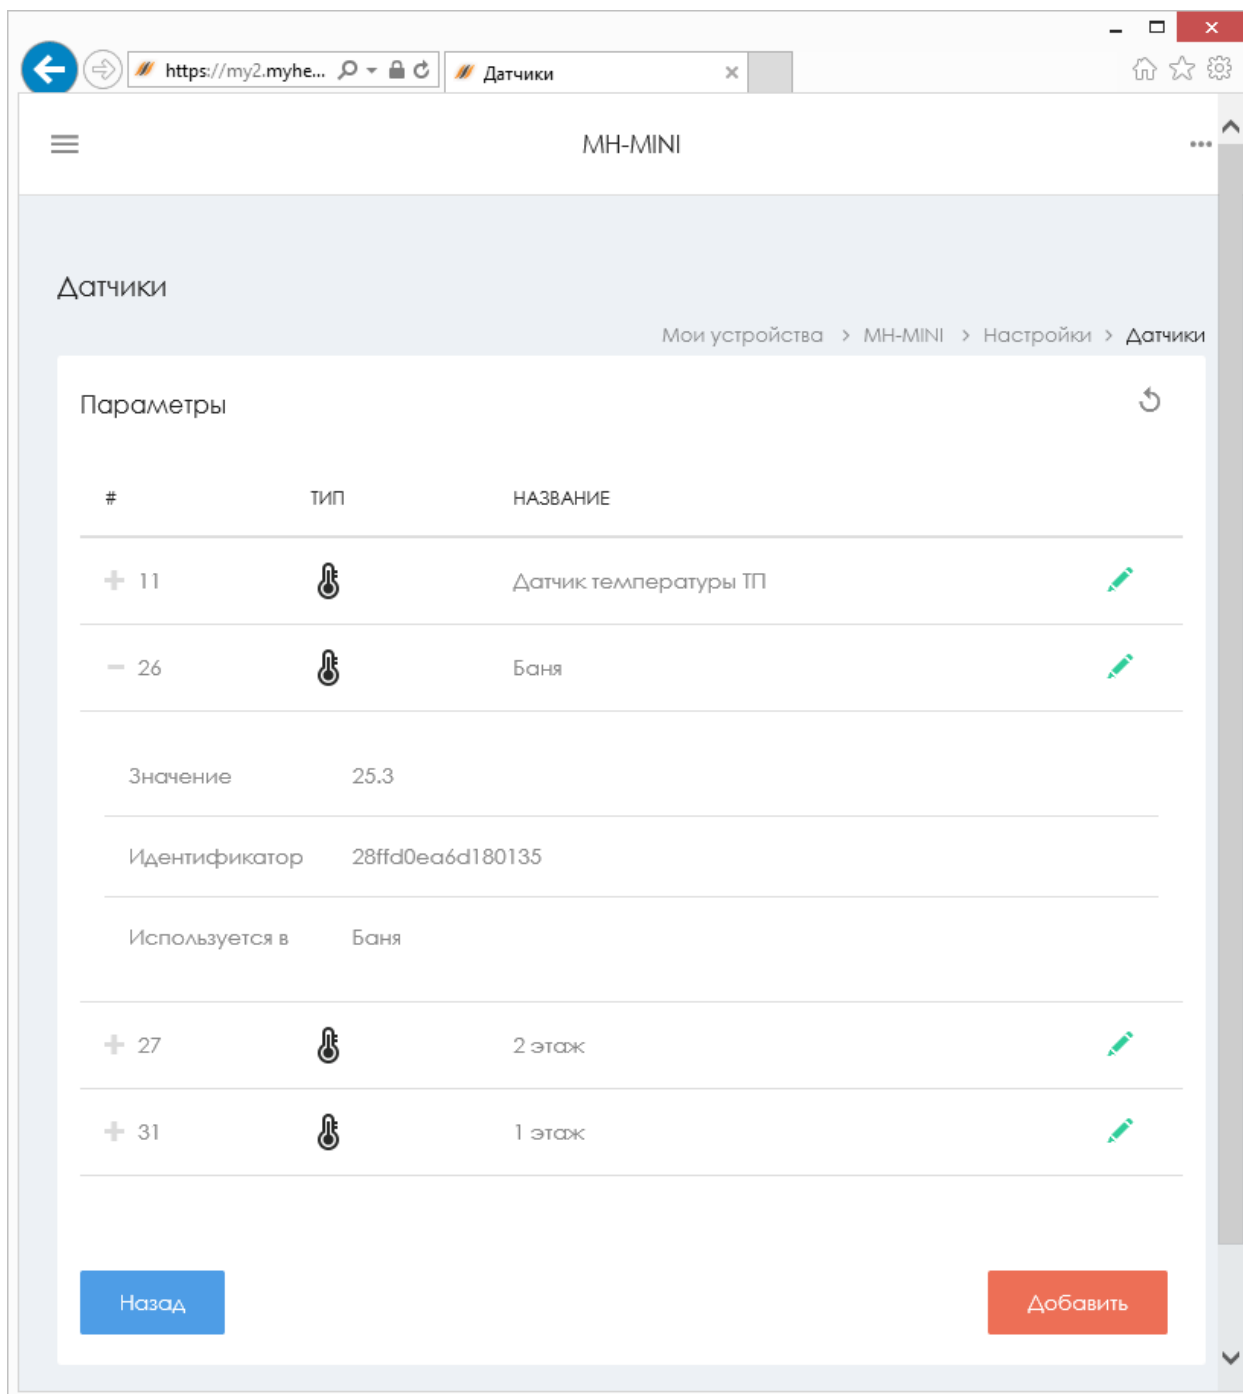 https://my2.myhe...
Датчики
MH-MINI
Датчики
Мои устройства > MH-MINI > Настройки > Датчики
Параметры
# ТИП НАЗВАНИЕ
11 Датчик температуры ТП
26 Баня
Значение 25.3
Идентификатор 28ffd0ea6d180135
Используется в Баня
27 2 этаж
31 1 этаж
Назад Добавить